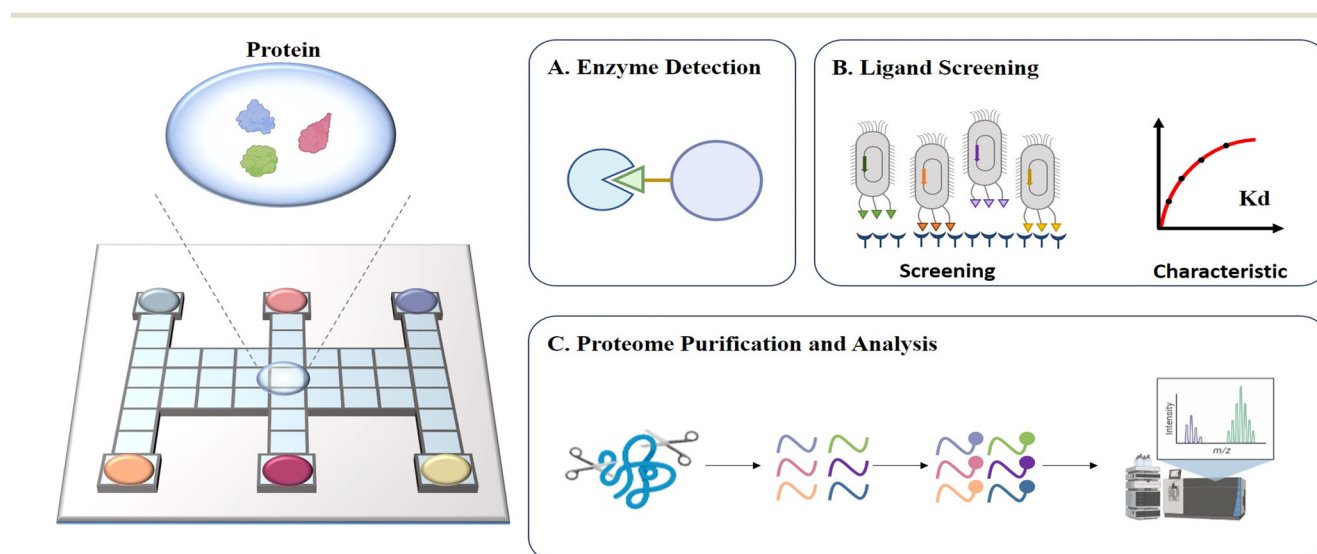 Protein
A. Enzyme Detection
B. Ligand Screening
Kd
Screening
Characteristic
C. Proteome Purification and Analysis
Intensity
m/z